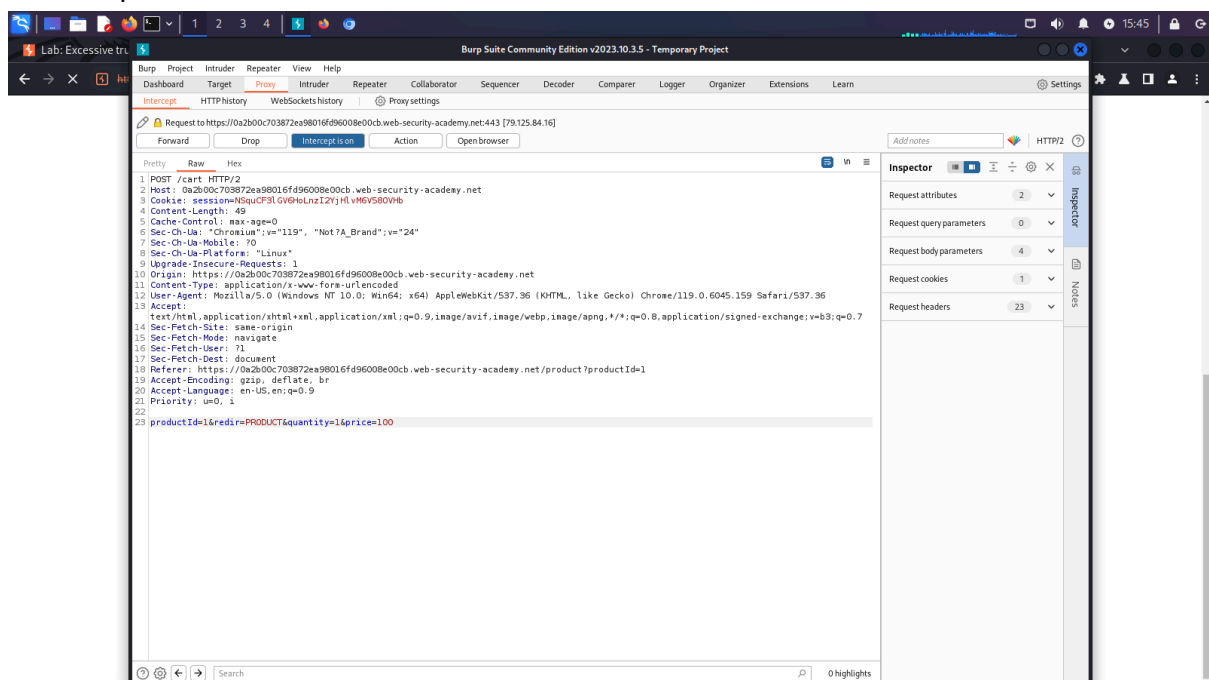 1 2 3 4
15:45
Lab: Excessive tru
Burp Suite Community Edition v2023.10.3.5 - Temporary Project
Burp Project Intruder Repeater View Help
Dashboard Target Proxy Intruder Repeater Collaborator Sequencer Decoder Comparer Logger Organizer Extensions Learn
Settings
Intercept HTTP history WebSockets history Proxy settings
Request to https://0a2b00c703872ea98016fd96008e00cb.web-security-academy.net:443 [79.125.84.16]
Forward Drop Intercept is on Action Open browser
Add notes HTTP/2
Pretty Raw Hex
\n
Inspector
1 POST /cart HTTP/2
2 Host: 0a2b00c703872ea98016fd96008e00cb.web-security-academy.net
3 Cookie: session=NSquCF3lGV6HoLnzI2YjHlvM6V58OVHb
4 Content-Length: 49
5 Cache-Control: max-age=0
6 Sec-Ch-Ua: "Chromium";v="119", "Not?A_Brand";v="24"
7 Sec-Ch-Ua-Mobile: ?0
8 Sec-Ch-Ua-Platform: "Linux"
9 Upgrade-Insecure-Requests: 1
10 Origin: https://0a2b00c703872ea98016fd96008e00cb.web-security-academy.net
11 Content-Type: application/x-www-form-urlencoded
12 User-Agent: Mozilla/5.0 (Windows NT 10.0; Win64; x64) AppleWebKit/537.36 (KHTML, like Gecko) Chrome/119.0.6045.159 Safari/537.36
13 Accept:
text/html,application/xhtml+xml,application/xml;q=0.9,image/avif,image/webp,image/apng,*/*;q=0.8,application/signed-exchange;v=b3;q=0.7
14 Sec-Fetch-Site: same-origin
15 Sec-Fetch-Mode: navigate
16 Sec-Fetch-User: ?1
17 Sec-Fetch-Dest: document
18 Referer: https://0a2b00c703872ea98016fd96008e00cb.web-security-academy.net/product?productId=1
19 Accept-Encoding: gzip, deflate, br
20 Accept-Language: en-US,en;q=0.9
21 Priority: u=0, i
22
23 productId=1&redir=PRODUCT&quantity=1&price=100
Request attributes 2
Request query parameters 0
Request body parameters 4
Request cookies 1
Request headers 23
Inspector
Notes
Search
0 highlights